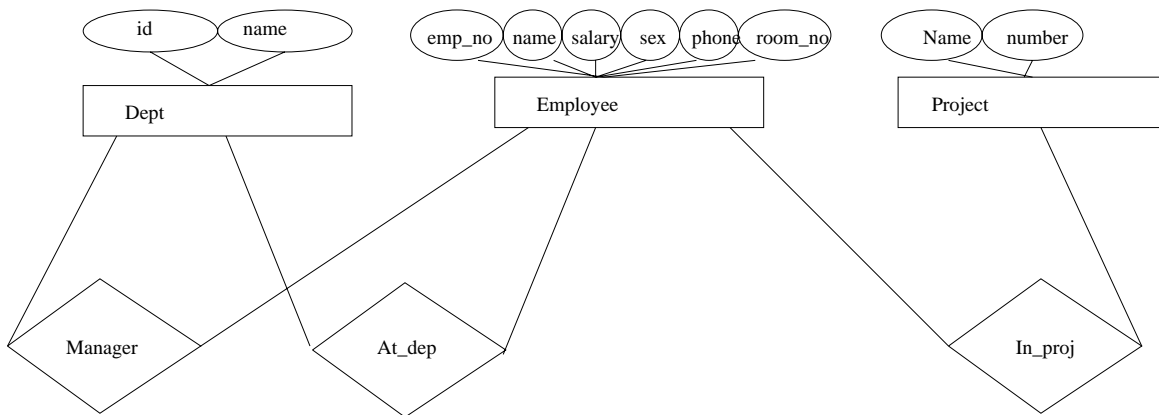 id name emp_no name salary sex phone room_no Name number
Dept Employee Project
Manager At_dep In_proj